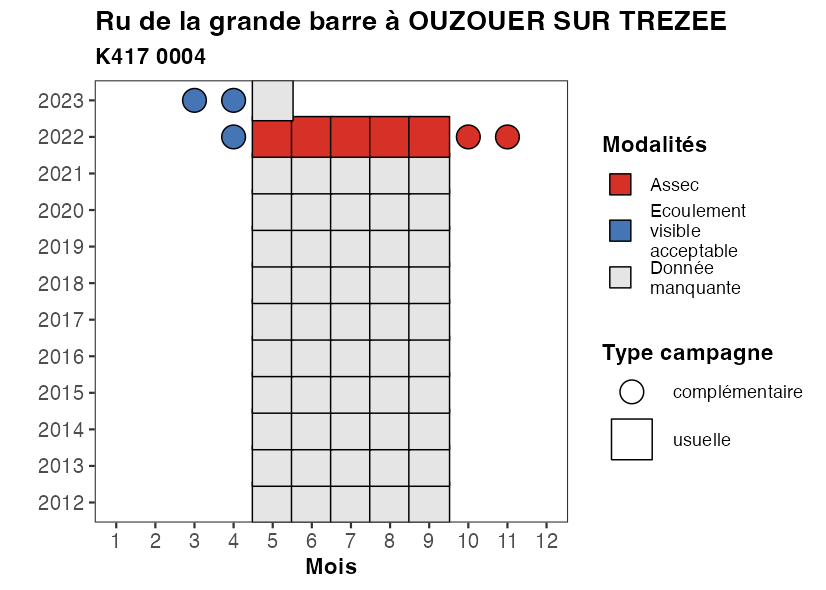 Ru de la grande barre à OUZOUER SUR TREZEE
K417 0004
2023
2022
2021
2020
2019
2018
2017
2016
2015
2014
2013
2012
1 2 3 4 5 6 7 8 9 10 11 12
Mois
Modalités
Assec
Ecoulement
visible
acceptable
Donnée
manquante
Type campagne
complémentaire
usuelle